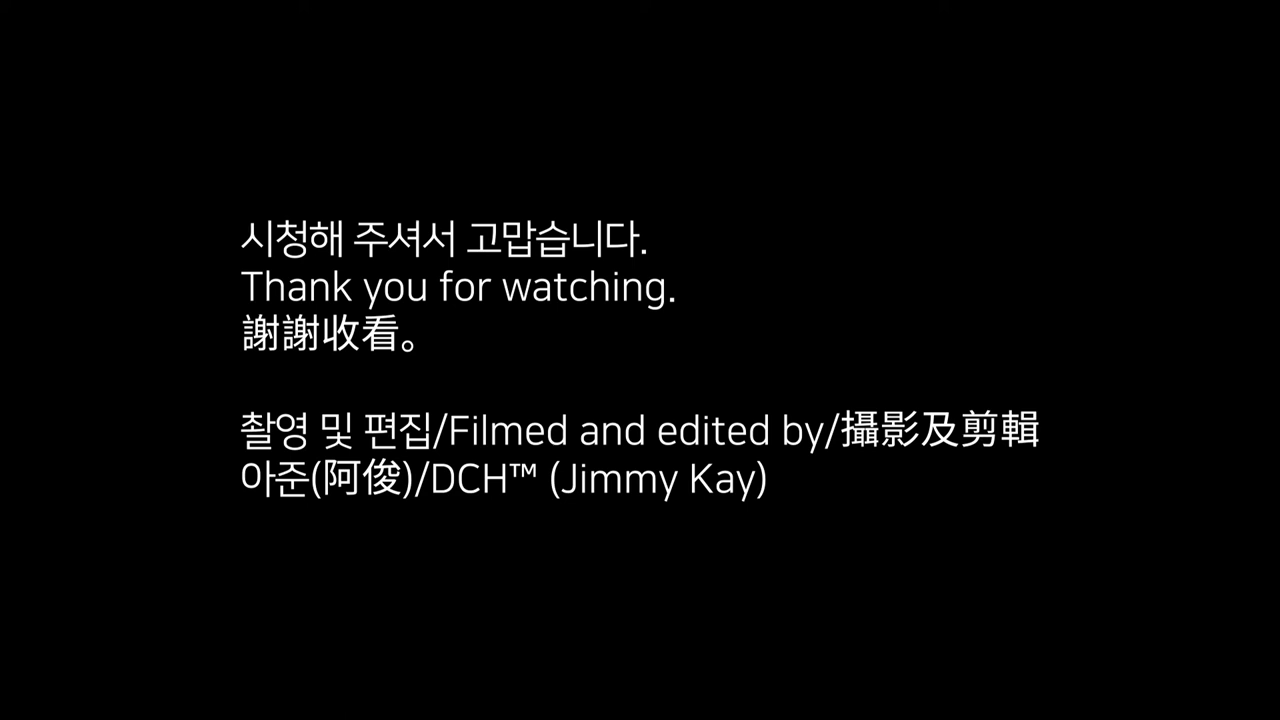 시청해 주셔서 고맙습니다.
Thank you for watching.
謝謝收看。
촬영 및 편집/Filmed and edited by/攝影及剪輯
아준(阿俊)/DCH™ (Jimmy Kay)